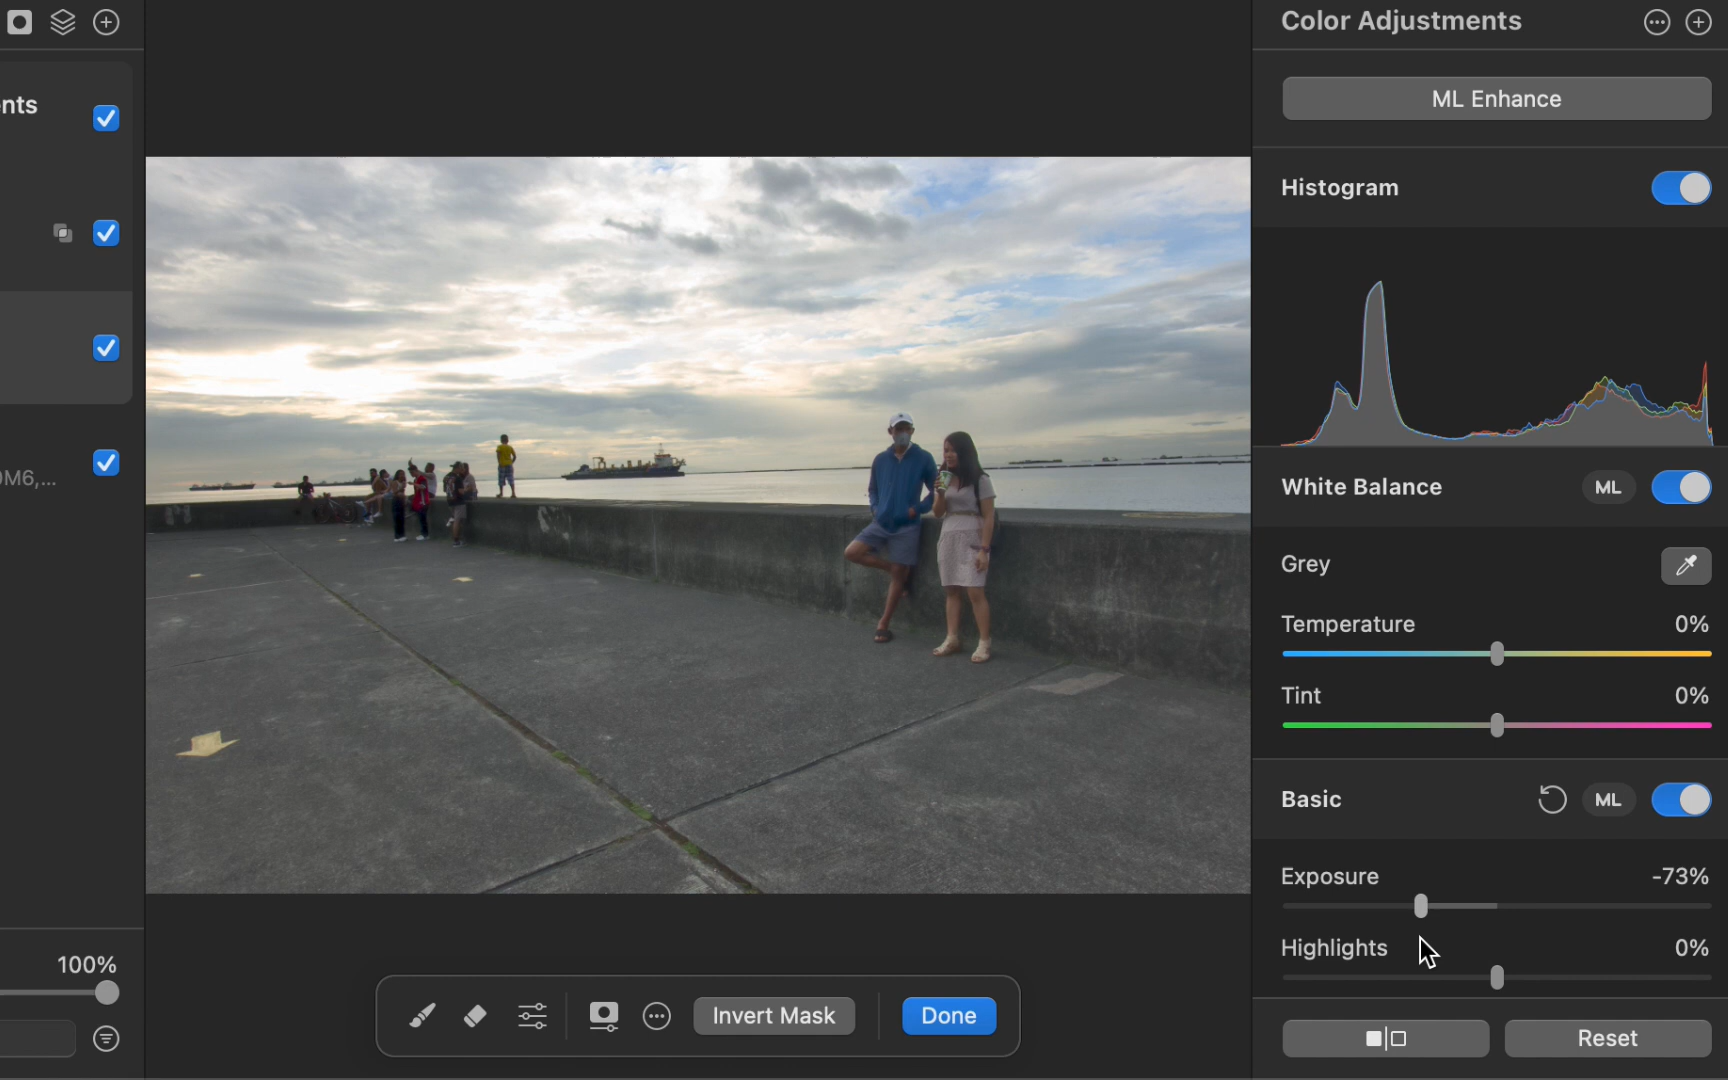 Color Adjustments
ML Enhance
nts
Histogram
White Balance ML
Grey
Temperature 0%
Tint 0%
Basic ML
Exposure -73%
Highlights 0%
Reset
0M6,...
100%
Invert Mask
Done